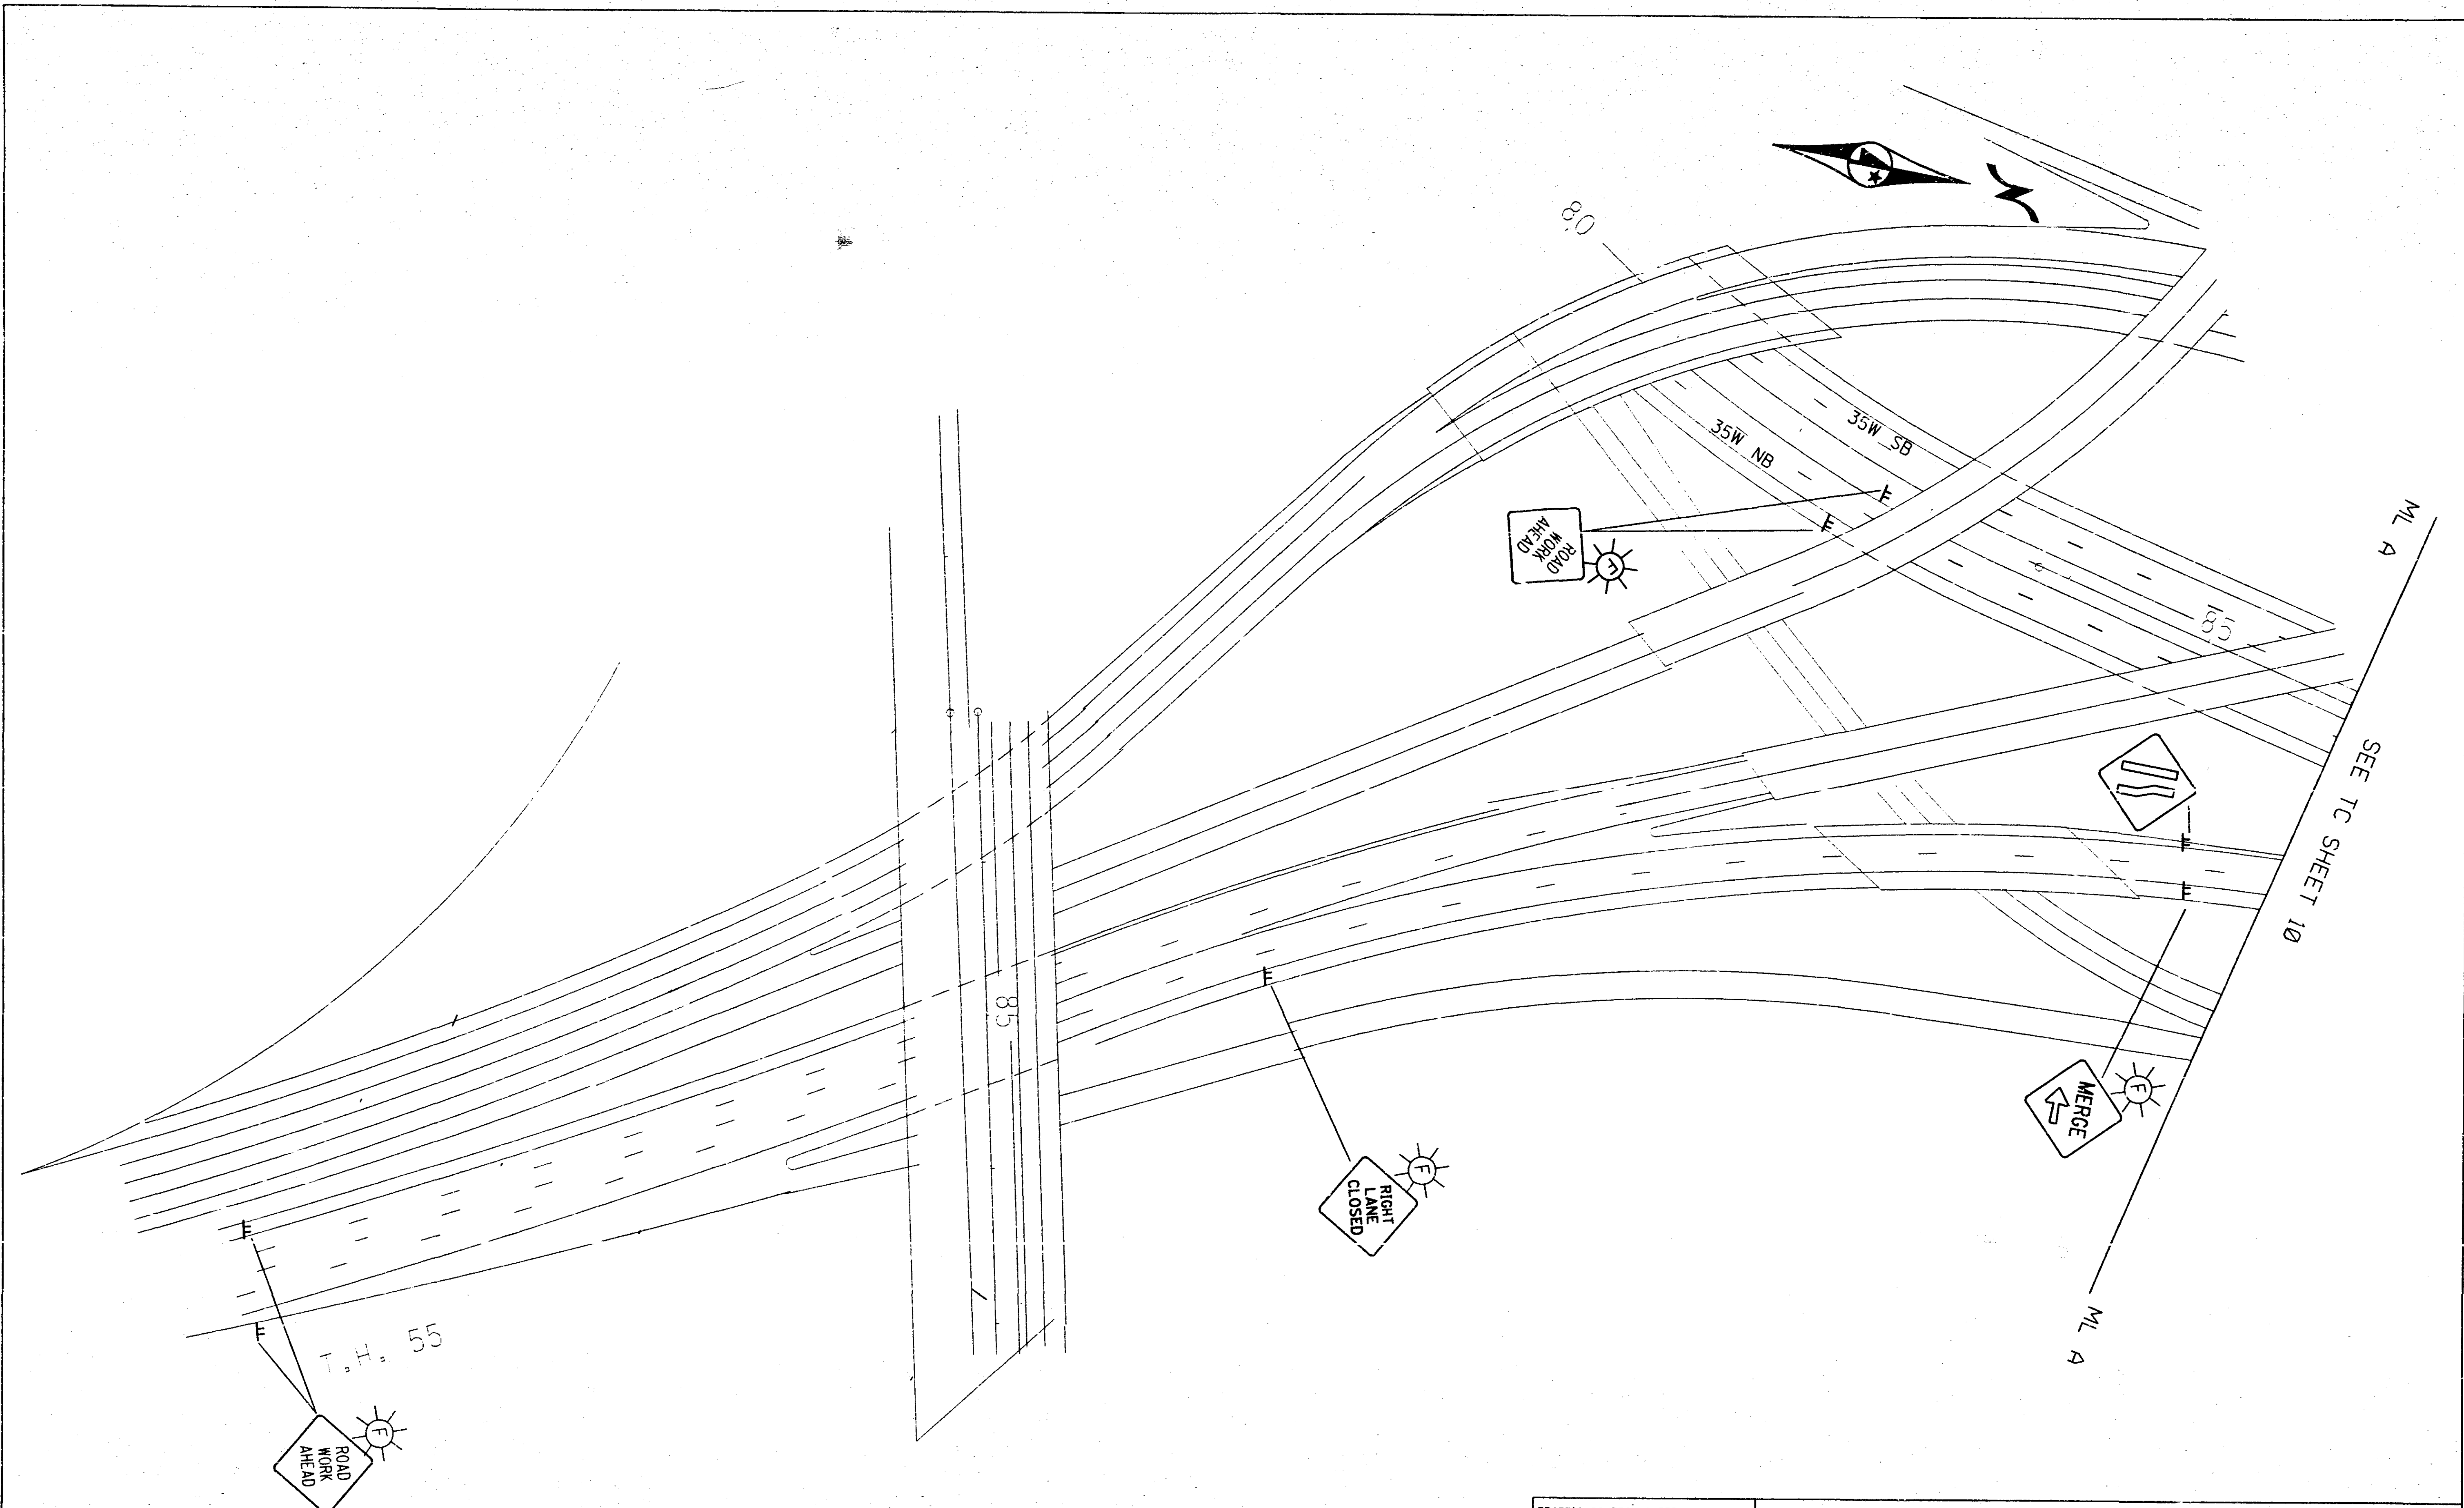 80
35W SB
35W NB
ROAD
WORK
AHEAD
F
ML A
85
SEE TC SHEET 10
MERGE
F
ML A
85
RIGHT
LANE
CLOSED
F
T.H. 55
ROAD
WORK
AHEAD
F